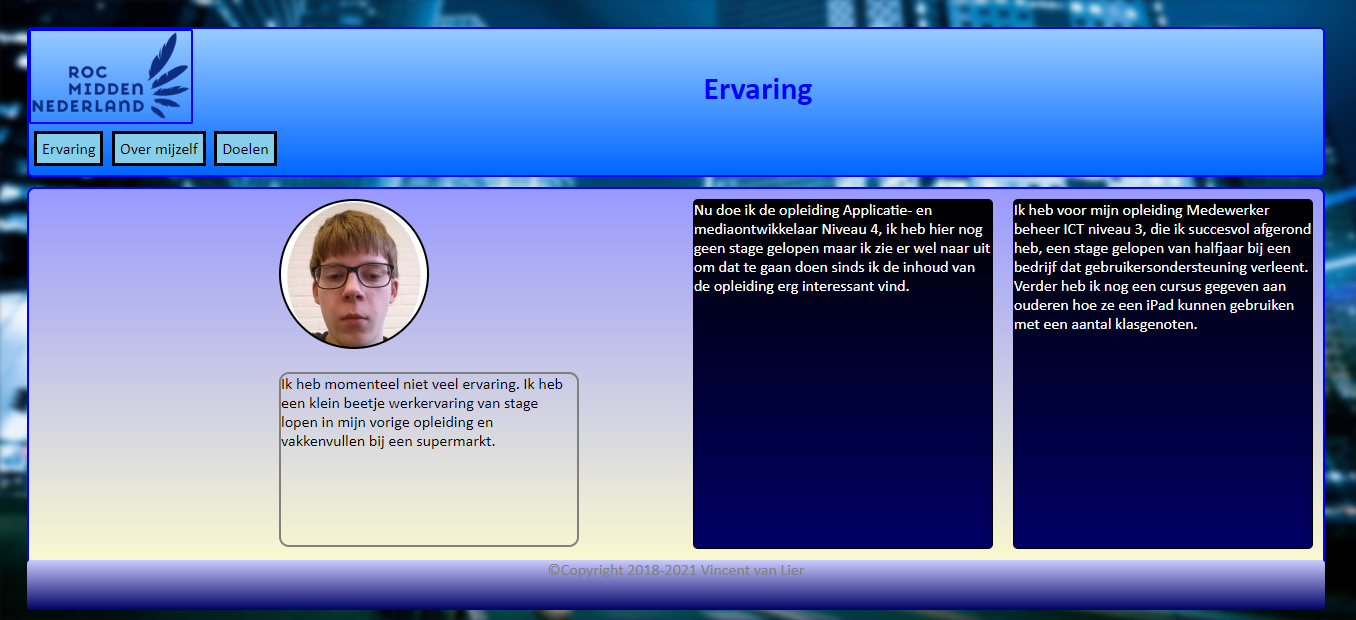 ROC
MIDDEN
NEDERLAND
Ervaring
Ervaring
Over mijzelf
Doelen
Ik heb momenteel niet veel ervaring. Ik heb
een klein beetje werkervaring van stage
lopen in mijn vorige opleiding en
vakkenvullen bij een supermarkt.
Nu doe ik de opleiding Applicatie- en
mediaontwikkelaar Niveau 4, ik heb hier nog
geen stage gelopen maar ik zie er wel naar uit
om dat te gaan doen sinds ik de inhoud van
de opleiding erg interessant vind.
Ik heb voor mijn opleiding Medewerker
beheer ICT niveau 3, die ik succesvol afgerond
heb, een stage gelopen van halfjaar bij een
bedrijf dat gebruikersondersteuning verleent.
Verder heb ik nog een cursus gegeven aan
ouderen hoe ze een iPad kunnen gebruiken
met een aantal klasgenoten.
©Copyright 2018-2021 Vincent van Lier